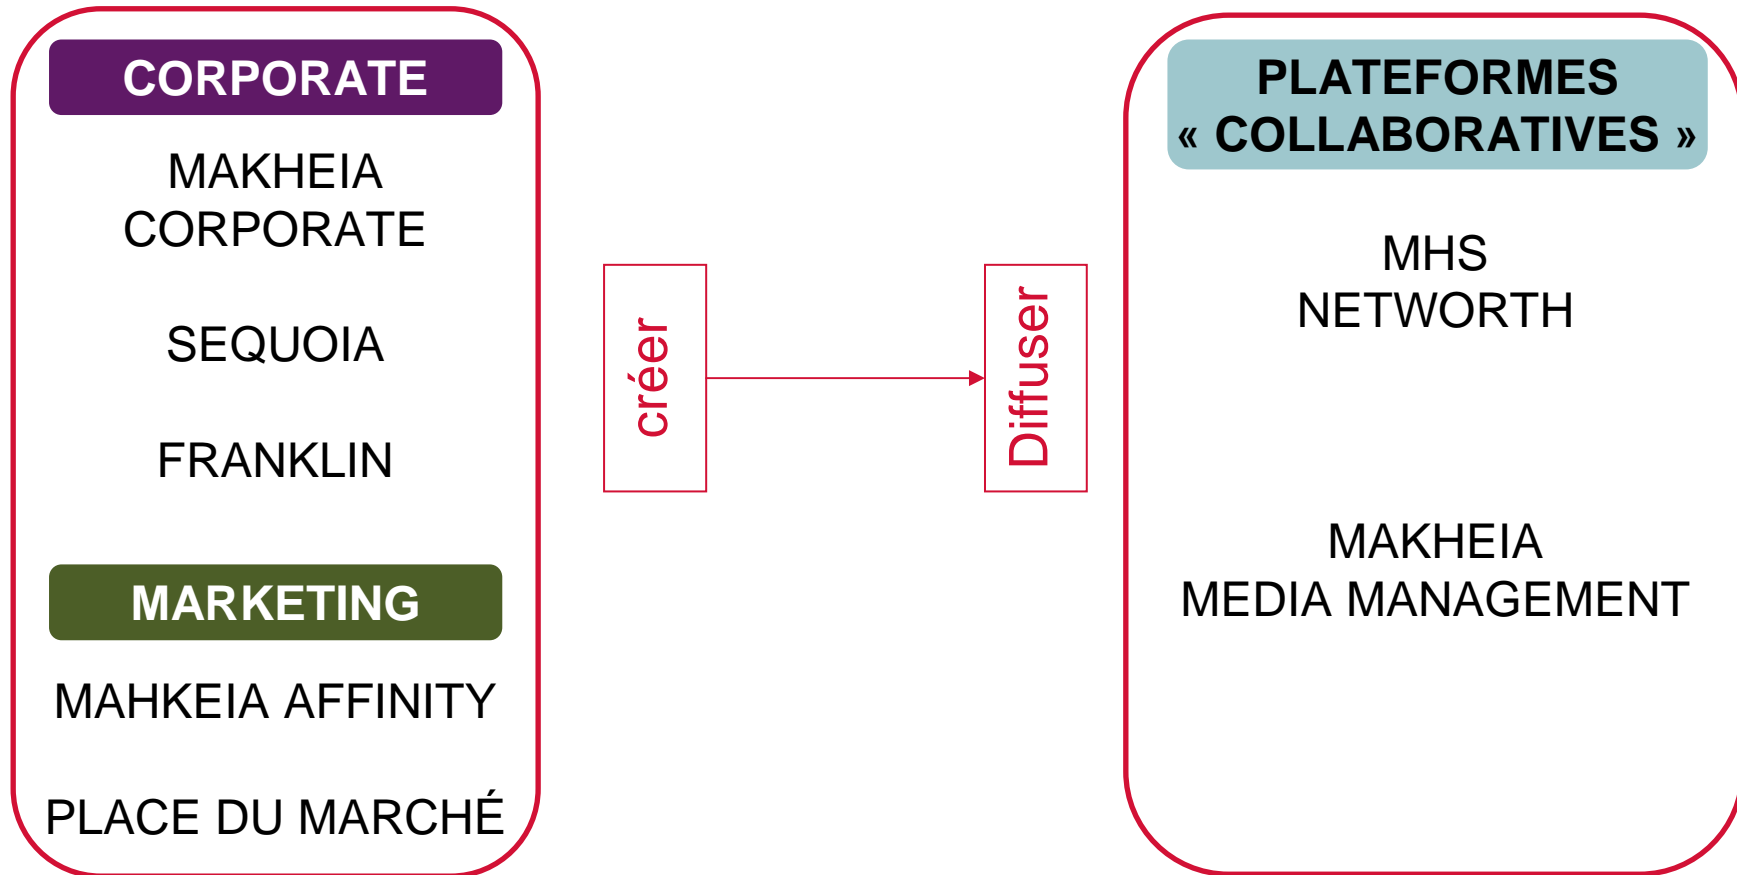 CORPORATE
MAKHEIA
CORPORATE
SEQUOIA
FRANKLIN
MARKETING
MAHKEIA AFFINITY
PLACE DU MARCHÉ
créer
Diffuser
PLATEFORMES
« COLLABORATIVES »
MHS
NETWORTH
MAKHEIA
MEDIA MANAGEMENT